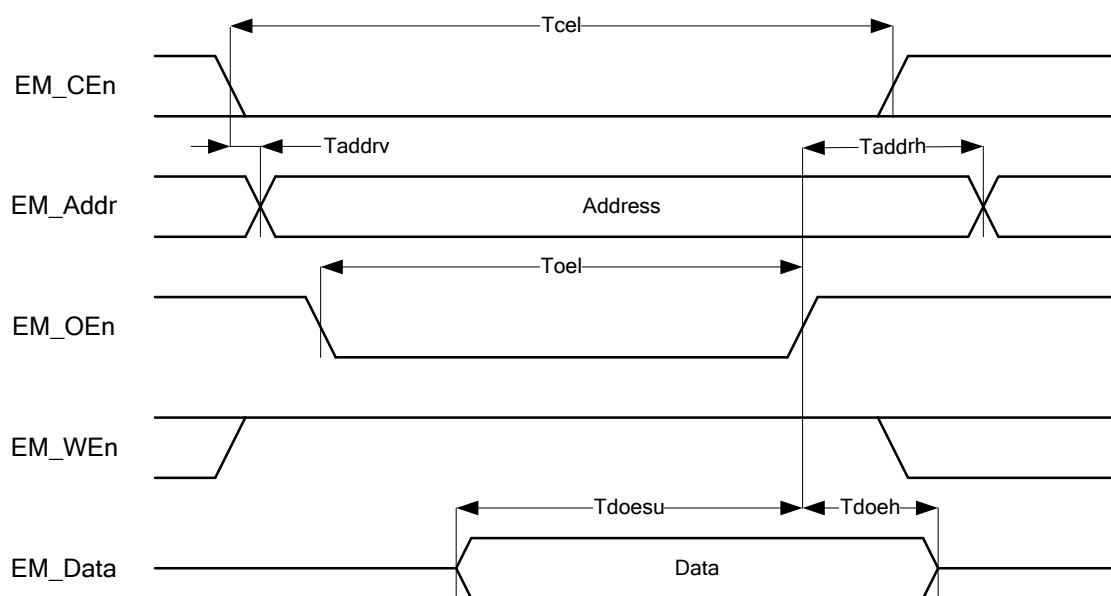 Tcel
EM_CEn
Taddrv
Taddrh
EM_Addr
Address
Toel
EM_OEn
EM_WEn
Tdoesu
Tdoeh
EM_Data
Data